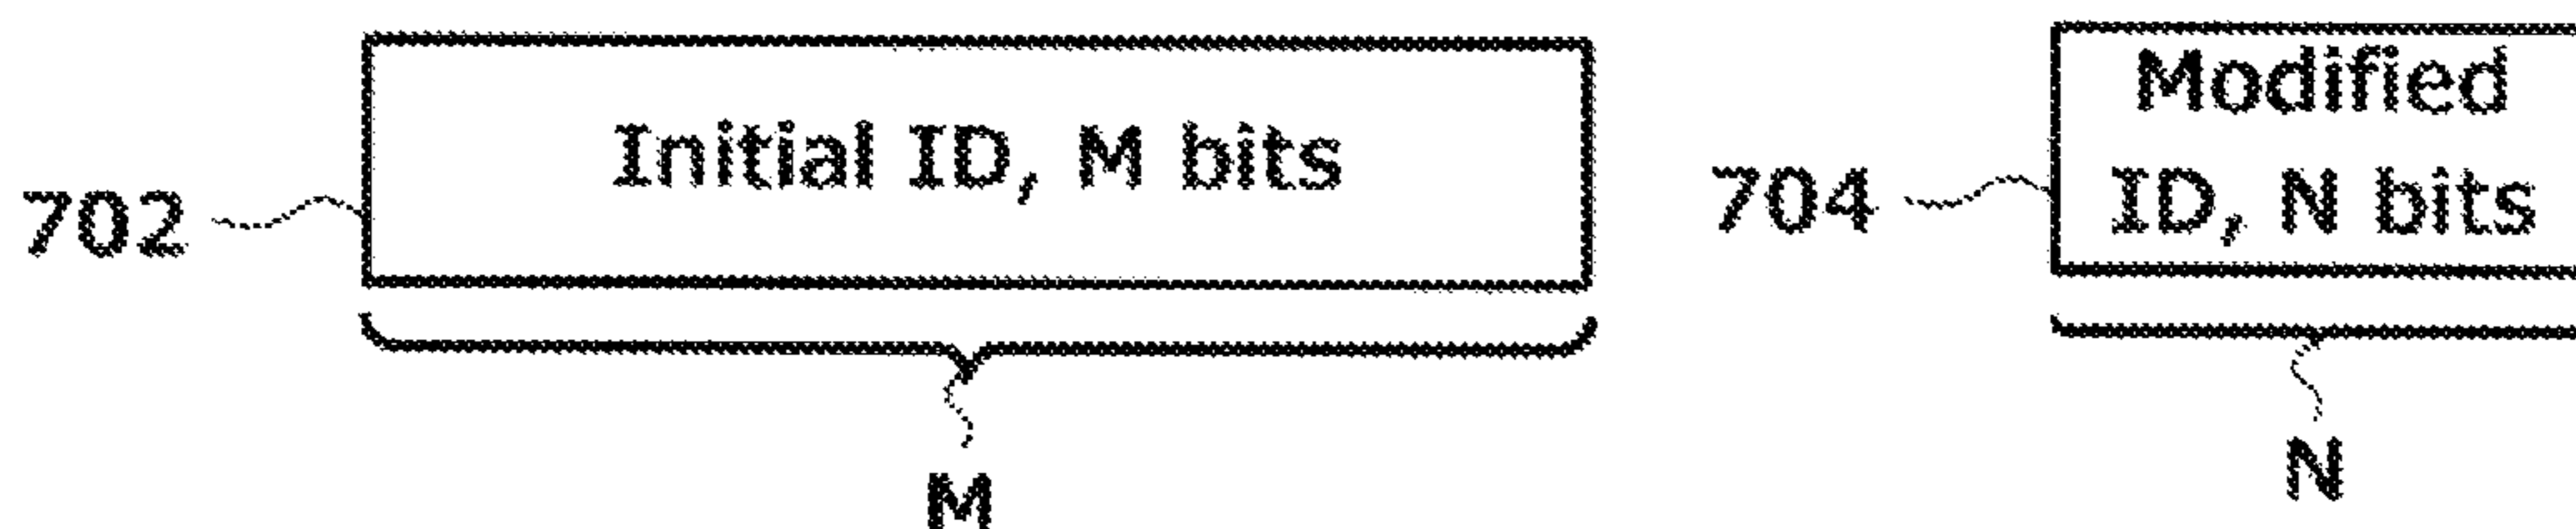 702
Initial ID, M bits
M
704
Modified
ID, N bits
N